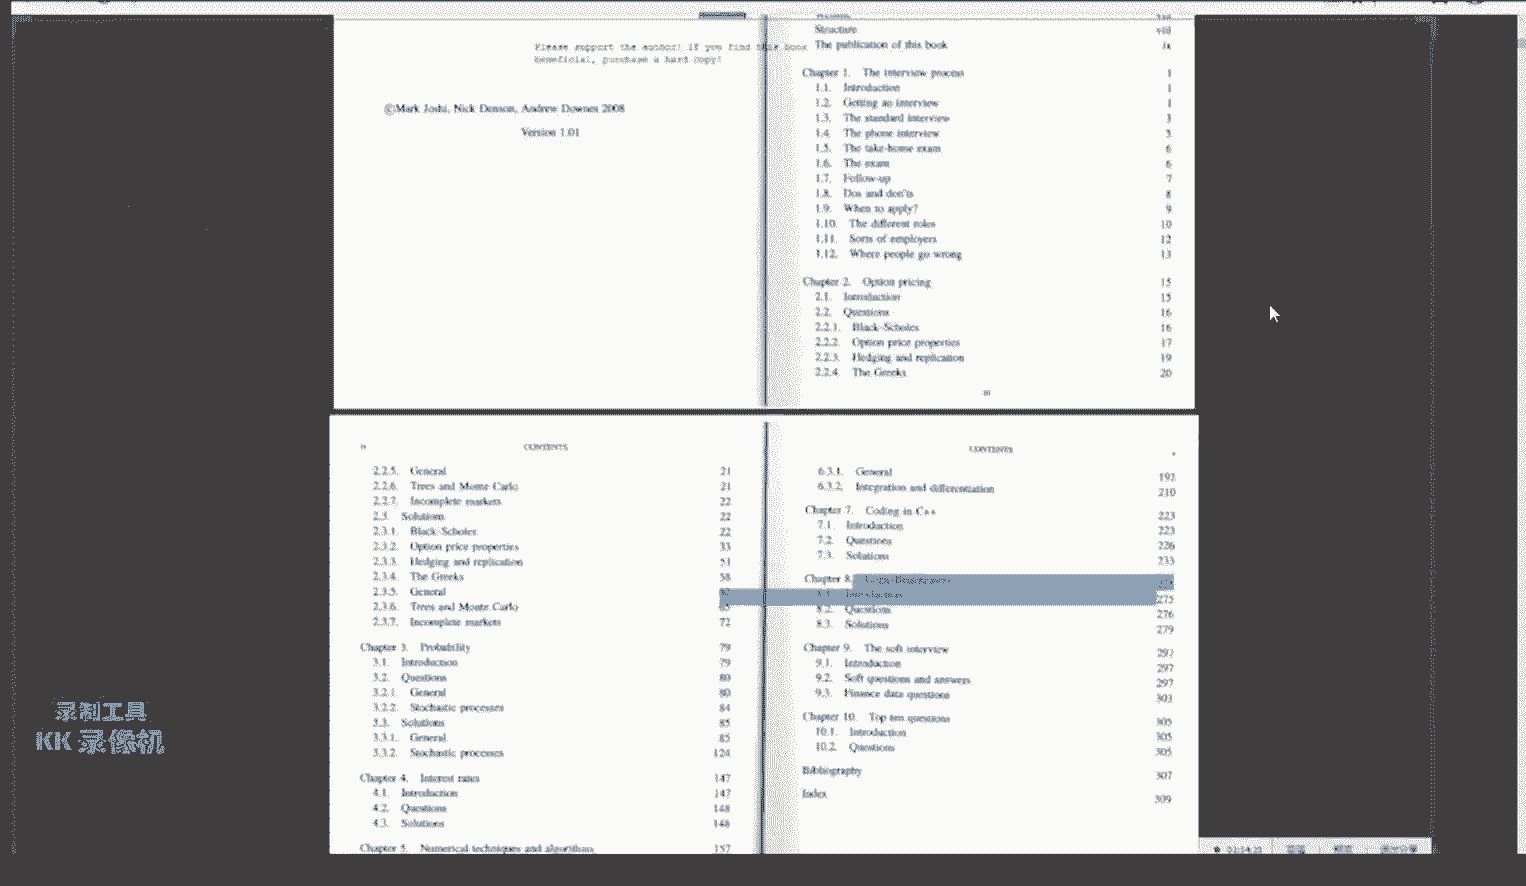 Structure viii
The publication of this book ix
Please support the author! if you find this book
beneficial, purchase a hard copy!
©Mark Joshi, Nick Denson, Andrew Downes 2008
Version 1.01
Chapter 1. The interview process 1
1.1. Introduction 1
1.2. Getting an interview 1
1.3. The standard interview 3
1.4. The phone interview 5
1.5. The take-home exam 6
1.6. The exam 6
1.7. Follow-up 7
1.8. Dos and don'ts 8
1.9. When to apply? 9
1.10. The different roles 10
1.11. Sorts of employers 12
1.12. Where people go wrong 13
Chapter 2. Option pricing 15
2.1. Introduction 15
2.2. Questions 16
2.2.1. Black-Scholes 16
2.2.2. Option price properties 17
2.2.3. Hedging and replication 19
2.2.4. The Greeks 20
CONTENTS
2.2.5. General 21
2.2.6. Trees and Monte Carlo 21
2.2.7. Incomplete markets 22
2.3. Solutions 22
2.3.1. Black-Scholes 22
2.3.2. Option price properties 33
2.3.3. Hedging and replication 51
2.3.4. The Greeks 58
2.3.5. General
2.3.6. Trees and Monte Carlo 65
2.3.7. Incomplete markets 72
Chapter 3. Probability 79
3.1. Introduction 79
3.2. Questions 80
3.2.1. General 80
3.2.2. Stochastic processes 84
3.3. Solutions 85
3.3.1. General 85
3.3.2. Stochastic processes 124
Chapter 4. Interest rates 147
4.1. Introduction 147
4.2. Questions 148
4.3. Solutions 148
Chapter 5. Numerical techniques and algorithms 157
CONTENTS
6.3.1. General 192
6.3.2. Integration and differentiation 210
Chapter 7. Coding in C++ 223
7.1. Introduction 223
7.2. Questions 226
7.3. Solutions 233
Chapter 8.
8.1. Introduction 275
8.2. Questions 276
8.3. Solutions 279
Chapter 9. The soft interview 297
9.1. Introduction 297
9.2. Soft questions and answers 297
9.3. Finance data questions 303
Chapter 10. Top ten questions 305
10.1. Introduction 305
10.2. Questions 305
Bibliography 307
Index 309
录制工具
KK 录像机